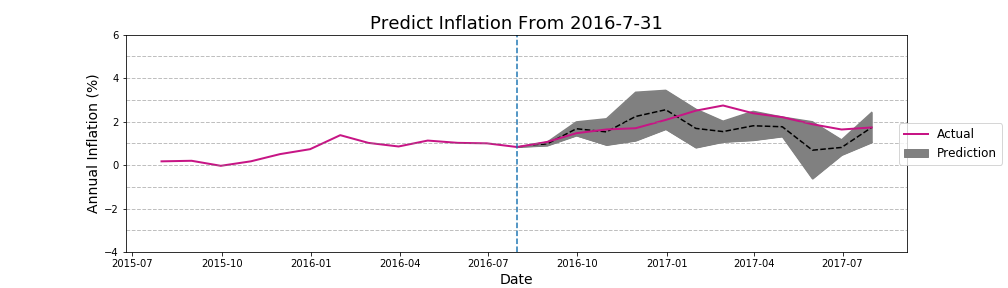 Predict Inflation From 2016-7-31
Annual Inflation (%)
6
4
2
0
−2
−4
2015-07 2015-10 2016-01 2016-04 2016-07 2016-10 2017-01 2017-04 2017-07
Date
Actual
Prediction